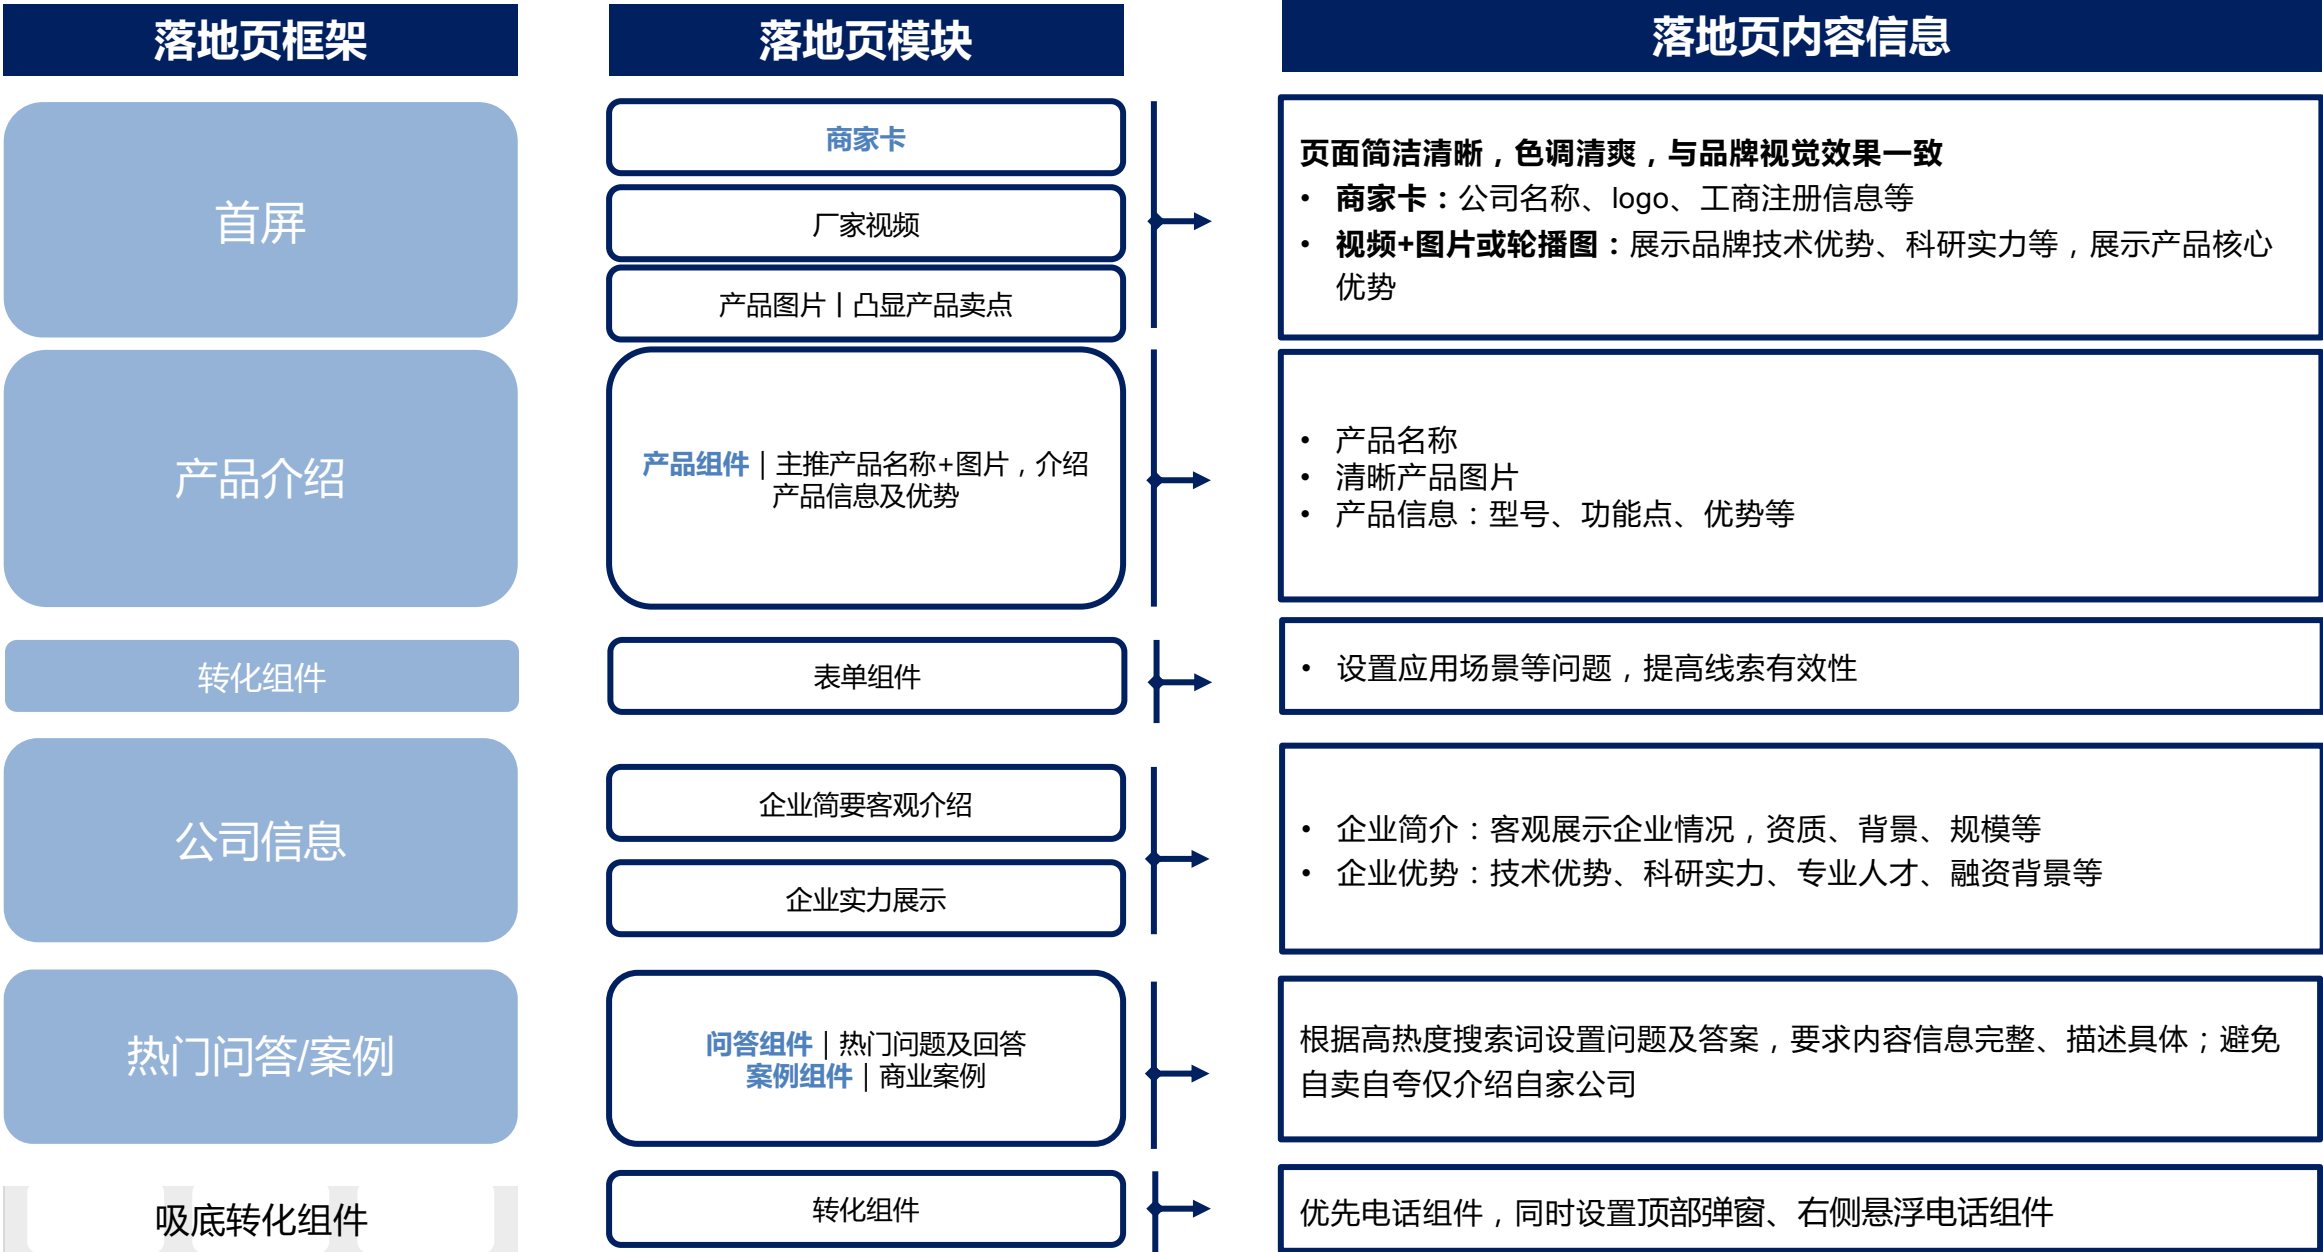 落地页框架
落地页模块
落地页内容信息
首屏
商家卡
厂家视频
产品图片丨凸显产品卖点
页面简洁清晰，色调清爽，与品牌视觉效果一致
• 商家卡：公司名称、logo、工商注册信息等
• 视频+图片或轮播图：展示品牌技术优势、科研实力等，展示产品核心
优势
产品介绍
产品组件｜主推产品名称+图片，介绍
产品信息及优势
• 产品名称
• 清晰产品图片
• 产品信息：型号、功能点、优势等
转化组件
表单组件
• 设置应用场景等问题，提高线索有效性
公司信息
企业简要客观介绍
企业实力展示
• 企业简介：客观展示企业情况，资质、背景、规模等
• 企业优势：技术优势、科研实力、专业人才、融资背景等
热门问答/案例
问答组件｜热门问题及回答
案例组件｜商业案例
根据高热度搜索词设置问题及答案，要求内容信息完整、描述具体；避免
自卖自夸仅介绍自家公司
吸底转化组件
转化组件
优先电话组件，同时设置顶部弹窗、右侧悬浮电话组件